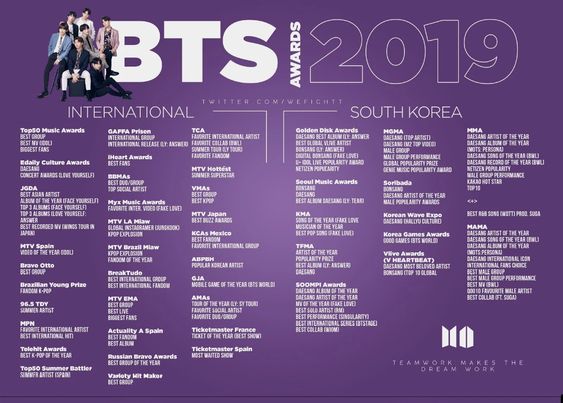 BTS AWARDS 2019
TWITTER.COM/WEFIGHTT
INTERNATIONAL
Top50 Music Awards
BEST GROUP
BEST MV (IDOL)
BIGGEST FANS
Edaily Culture Awards
DAESANG
CONCERT AWARDS (LOVE YOURSELF)
JGDA
BEST ASIAN ARTIST
ALBUM OF THE YEAR (FACE YOURSELF)
TOP 3 ALBUMS (FACE YOURSELF)
TOP 3 ALBUMS (LOVE YOURSELF:
ANSWER)
BEST RECORDED MV (WINGS TOUR IN
JAPAN)
MTV Spain
VIDEO OF THE YEAR (IDOL)
Bravo Otto
BEST GROUP
Brazilian Young Prize
FANDOM K-POP
96.5 TDY
SUMMER ARTIST
MPN
FAVORITE INTERNATIONAL ARTIST
BEST INTERNATIONAL HIT)
Telehit Awards
BEST K-POP OF THE YEAR
Top50 Summer Battler
SUMMER ARTIST (SPAIN)
GAFFA Prisen
INTERNATIONAL GROUP
INTERNATIONAL RELEASE (LY: ANSWER)
iHeart Awards
BEST FANS
BBMAs
BEST DUO/GROUP
TOP SOCIAL ARTIST
Myx Music Awards
FAVORITE INTER. VIDEO (FAKE LOVE)
MTV LA Miaw
GLOBAL INSTAGRAMER (JUNGKOOK)
KPOP EXPLOSION
MTV Brazil Miaw
KPOP EXPLOSION
FANDOM OF THE YEAR
BreakTudo
BEST INTERNATIONAL GROUP
BEST INTERNATIONAL FANDOM
MTV EMA
BEST GROUP
BEST LIVE
BIGGEST FANS
Actuality A Spain
BEST FANDOM
BEST ALBUM
Russian Bravo Awards
BEST GROUP OF THE YEAR
Variety Hit Maker
BEST GROUP
TCA
FAVORITE INTERNATIONAL ARTIST
FAVORITE COLLAB (BWL)
SUMMER TOUR (LY TOUR)
FAVORITE FANDOM
MTV Hottést
SUMMER SUPERSTAR
VMAs
BEST GROUP
BEST KPOP
MTV Japan
BEST BUZZ AWARDS
KCAs Mexico
BEST FANDOM
FAVORITE INTERNATIONAL GROUP
ABPBH
POPULAR KOREAN ARTIST
GJA
MOBILE GAME OF THE YEAR (BTS WORLD)
AMAs
TOUR OF THE YEAR (LY: SY TOUR)
FAVORITE SOCIAL ARTIST
FAVORITE DUO/GROUP
Ticketmaster France
TICKET OF THE YEAR (BEST SHOW)
Ticketmaster Spain
MOST WAITED SHOW
SOUTH KOREA
Golden Disk Awards
DAESANG BEST ALBUM (LY: ANSWER
BEST GLOBAL VLIVE ARTIST
BONSANG (LY: ANSWER)
DIGITAL BONSANG (FAKE LOVE)
U+ IDOL LIVE POPULARITY AWARD
NETIZEN POPULARITY
Seoul Music Awards
BONSANG
DAESANG
BEST ALBUM DAESANG (LY: TEAR)
KMA
SONG OF THE YEAR (FAKE LOVE
MUSICIAN OF THE YEAR
BEST POP SONG (FAKE LOVE)
TFMA
ARTIST OF THE YEAR:
POPULARITY PRIZE
BEST ALBUM (LY: ANSWER)
DAESANG
SOOMPI Awards
DAESANG ALBUM OF THE YEAR
DAESANG ARTIST OF THE YEAR
MV OF THE YEAR (FAKE LOVE)
BEST SOLO ARTIST (RM)
BEST PERFORMANCE (SINGULARITY)
BEST INTERNATIONAL SERIES (BTSTAGE)
BEST COLLAB (WIOM)
MGMA
DAESANG (TOP ARTIST)
DAESANG (MZ TOP VIDEO)
MALE GROUP
MALE GROUP PERFORMANCE
GLOBAL POPULARITY PRIZE
GENIE MUSIC POPULARITY AWARD
Soribada
BONSANG
DAESANG ARTIST OF THE YEAR
MALE POPULARITY AWARDS
Korean Wave Expo
DAESANG (HALLYU CULTURE)
Korea Games Awards
GOOD GAMES (BTS WORLD)
Vlive Awards
(V HEARTBEAT)
DAESANG MOST BELOVED ARTIST
BONSANG (TOP 10 GLOBAL)
MMA
DAESANG ARTIST OF THE YEAR
DAESANG ALBUM OF THE YEAR
(MOTS: PERSONA)
DAESANG SONG OF THE YEAR (BWL)
DAESANG RECORD OF THE YEAR (BWL)
NETIZEN POPULARITY
MALE GROUP PERFORMANCE
KAKAO HOT STAR
TOP 10
<+>
BEST R&B SONG (WOTTI PROD. SUGA
MAMA
DAESANG ARTIST OF THE YEAR
DAESANG SONG OF THE YEAR (BWL)
DAESANG ALBUM OF THE YEAR
(MOTS:PERSONA)
DAESANG INTERNATIONAL ICON
INTERNATIONAL FANS CHOICE
BEST MALE GROUP
BEST MALE GROUP PERFORMANCE
BEST MV (BWL)
QOO10 FAVOURITE MALE ARTIST
BEST COLLAB (FT. SUGA)
TEAMWORK MAKES THE
DREAM WORK